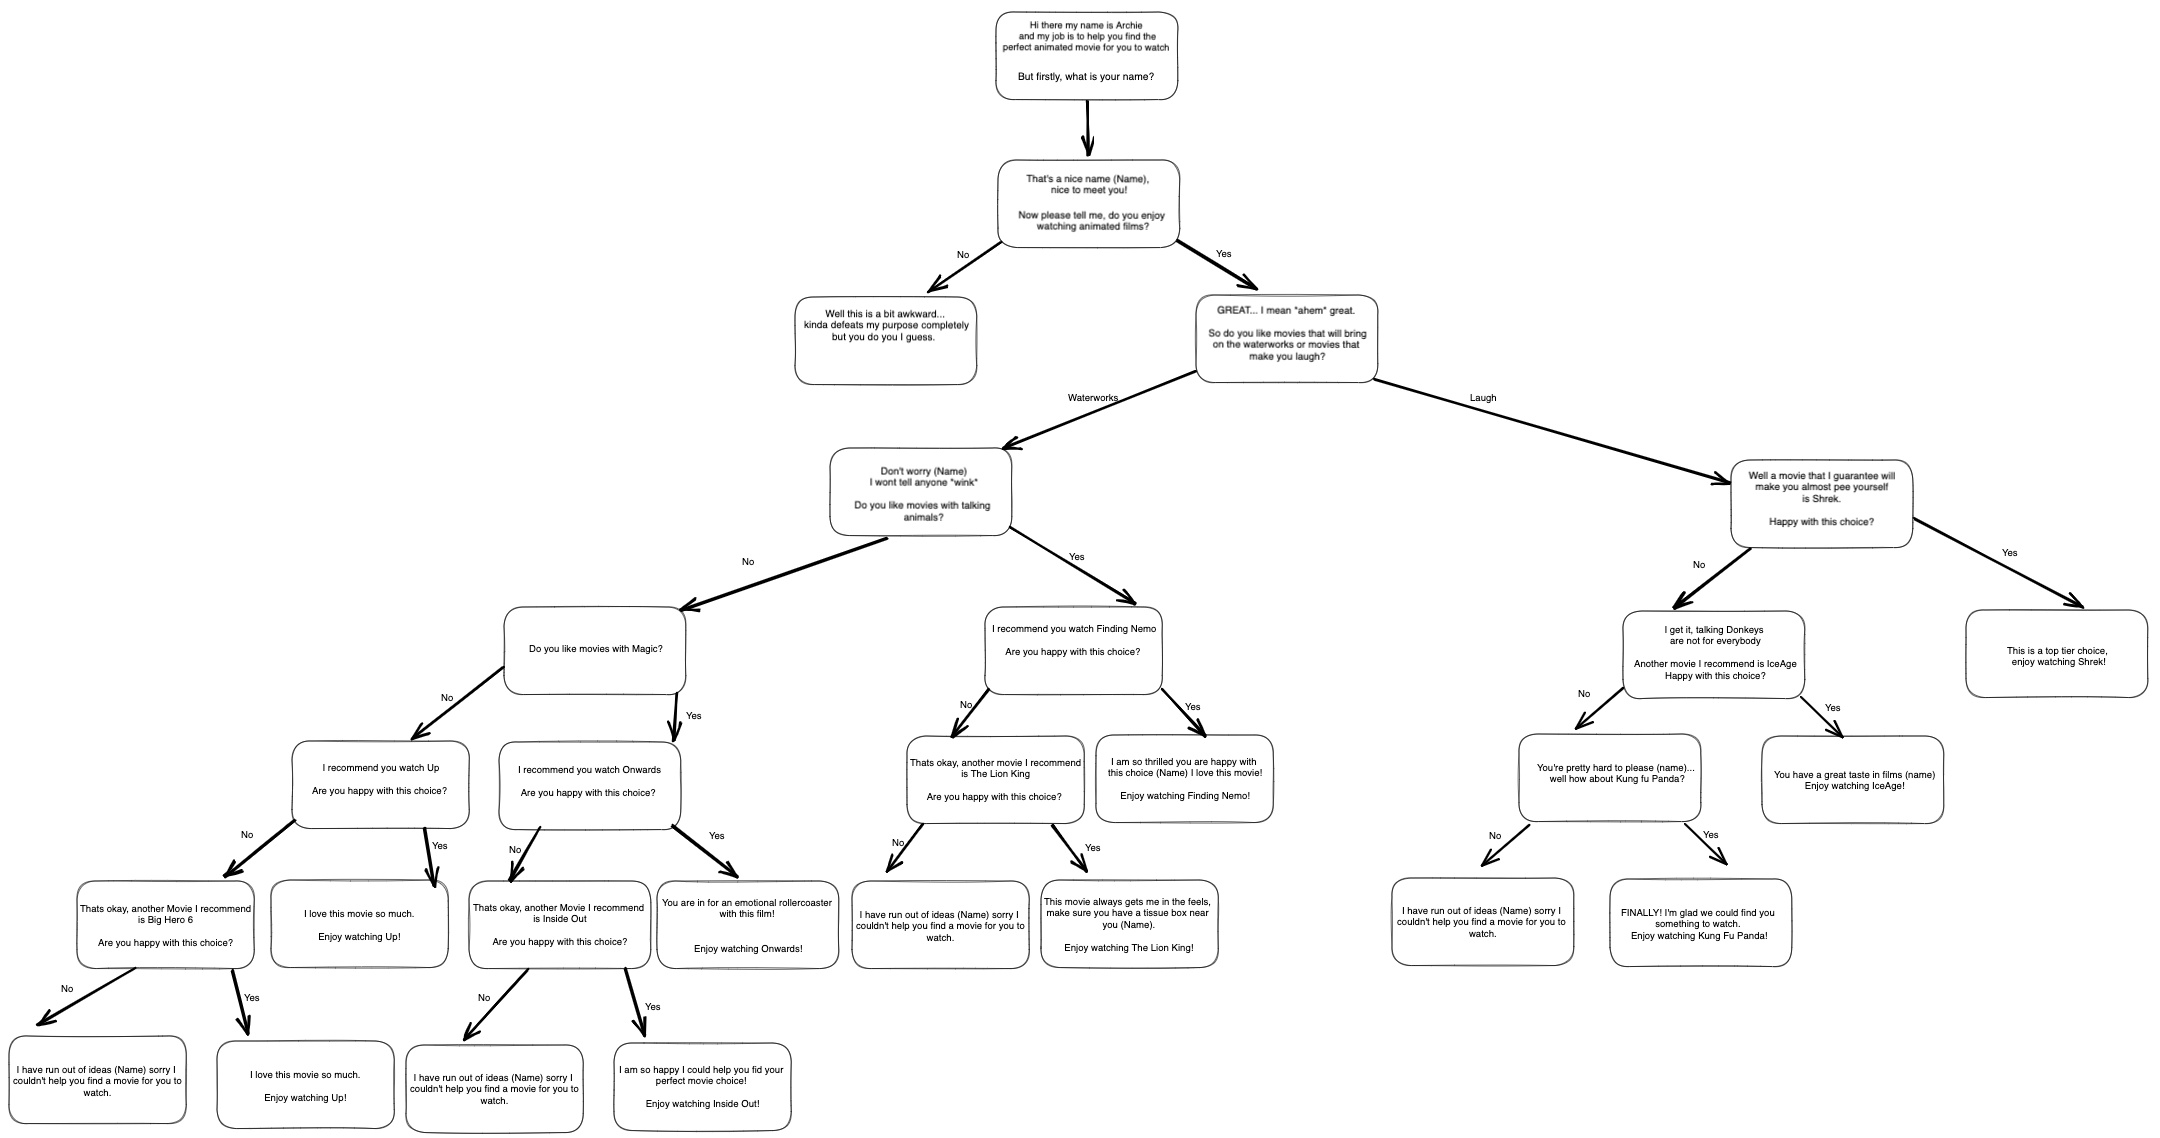 Hi there my name is Archie
and my job is to help you find the
perfect animated movie for you to watch
But firstly, what is your name?
That's a nice name (Name),
nice to meet you!
Now please tell me, do you enjoy
watching animated films?
No
Yes
Well this is a bit awkward...
kinda defeats my purpose completely
but you do you I guess.
GREAT... I mean *ahem* great.
So do you like movies that will bring
on the waterworks or movies that
make you laugh?
Waterworks
Laugh
Don't worry (Name)
I wont tell anyone *wink*
Do you like movies with talking
animals?
Well a movie that I guarantee will
make you almost pee yourself
is Shrek.
Happy with this choice?
No
Yes
No
Yes
Do you like movies with Magic?
I recommend you watch Finding Nemo
Are you happy with this choice?
I get it, talking Donkeys
are not for everybody
Another movie I recommend is IceAge
Happy with this choice?
This is a top tier choice,
enjoy watching Shrek!
No
Yes
No
Yes
No
Yes
I recommend you watch Up
Are you happy with this choice?
I recommend you watch Onwards
Are you happy with this choice?
Thats okay, another movie I recommend
is The Lion King
Are you happy with this choice?
I am so thrilled you are happy with
this choice (Name) I love this movie!
Enjoy watching Finding Nemo!
You're pretty hard to please (name)...
well how about Kung fu Panda?
You have a great taste in films (name)
Enjoy watching IceAge!
No
Yes
No
Yes
No
Yes
No
Yes
Thats okay, another Movie I recommend
is Big Hero 6
Are you happy with this choice?
I love this movie so much.
Enjoy watching Up!
Thats okay, another Movie I recommend
is Inside Out
Are you happy with this choice?
You are in for an emotional rollercoaster
with this film!
Enjoy watching Onwards!
I have run out of ideas (Name) sorry I
couldn't help you find a movie for you to
watch.
This movie always gets me in the feels,
make sure you have a tissue box near
you (Name).
Enjoy watching The Lion King!
I have run out of ideas (Name) sorry I
couldn't help you find a movie for you to
watch.
FINALLY! I'm glad we could find you
something to watch.
Enjoy watching Kung Fu Panda!
No
Yes
No
Yes
I have run out of ideas (Name) sorry I
couldn't help you find a movie for you to
watch.
I love this movie so much.
Enjoy watching Up!
I have run out of ideas (Name) sorry I
couldn't help you find a movie for you to
watch.
I am so happy I could help you fid your
perfect movie choice!
Enjoy watching Inside Out!